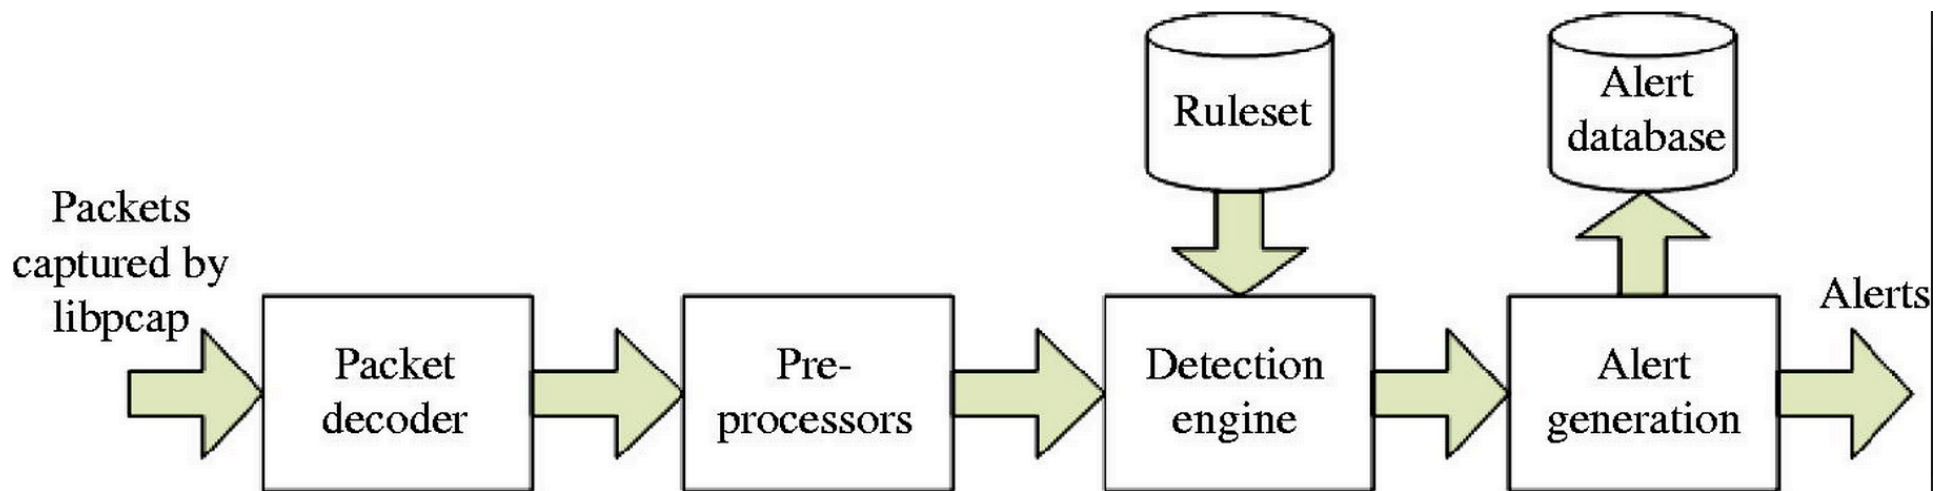 Packets
captured by
libpcap
Packet
decoder
Pre-
processors
Ruleset
Detection
engine
Alert
database
Alert
generation
Alerts